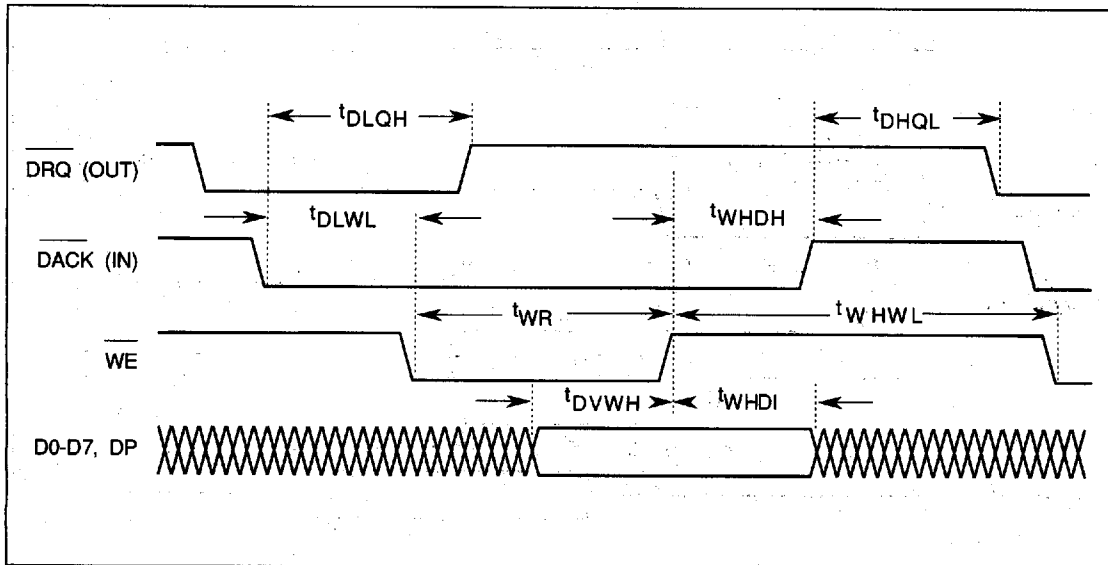 tDLQH
tDHQL
DRQ (OUT)
tDLWL
tWHDH
DACK (IN)
tWR
tWHWL
WE
tDVWH
tWHDI
D0-D7, DP